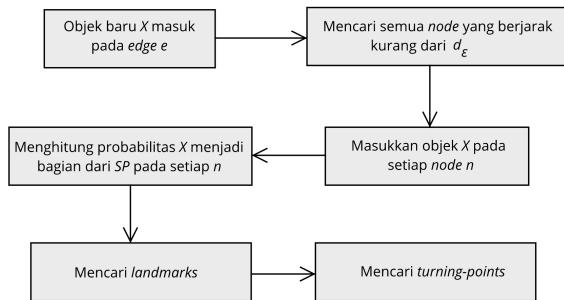 Objek baru X masuk
pada edge e
Mencari semua node yang berjarak
kurang dari dε
Masukkan objek X pada
setiap node n
Menghitung probabilitas X menjadi
bagian dari SP pada setiap n
Mencari landmarks
Mencari turning-points